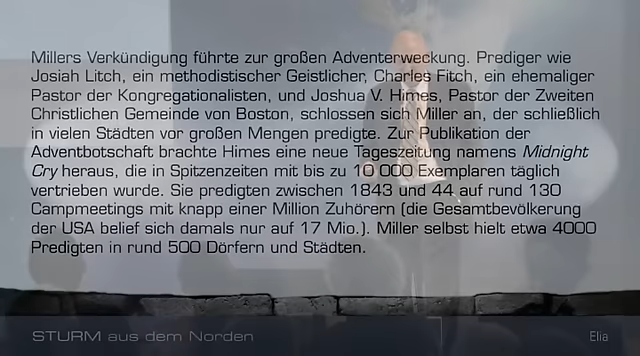 Millers Verkündigung führte zur großen Adventerweckung. Prediger wie
Josiah Litch, ein methodistischer Geistlicher, Charles Fitch, ein ehemaliger
Pastor der Kongregationalisten, und Joshua V. Himes, Pastor der Zweiten
Christlichen Gemeinde von Boston, schlossen sich Miller an, der schließlich
in vielen Städten vor großen Mengen predigte. Zur Publikation der
Adventbotschaft brachte Himes eine neue Tageszeitung namens Midnight
Cry heraus, die in Spitzenzeiten mit bis zu 10 000 Exemplaren täglich
vertrieben wurde. Sie predigten zwischen 1843 und 44 auf rund 130
Campmeetings mit knapp einer Million Zuhörern (die Gesamtbevölkerung
der USA belief sich damals nur auf 17 Mio.). Miller selbst hielt etwa 4000
Predigten in rund 500 Dörfern und Städten.
STURM aus dem Norden
Elia